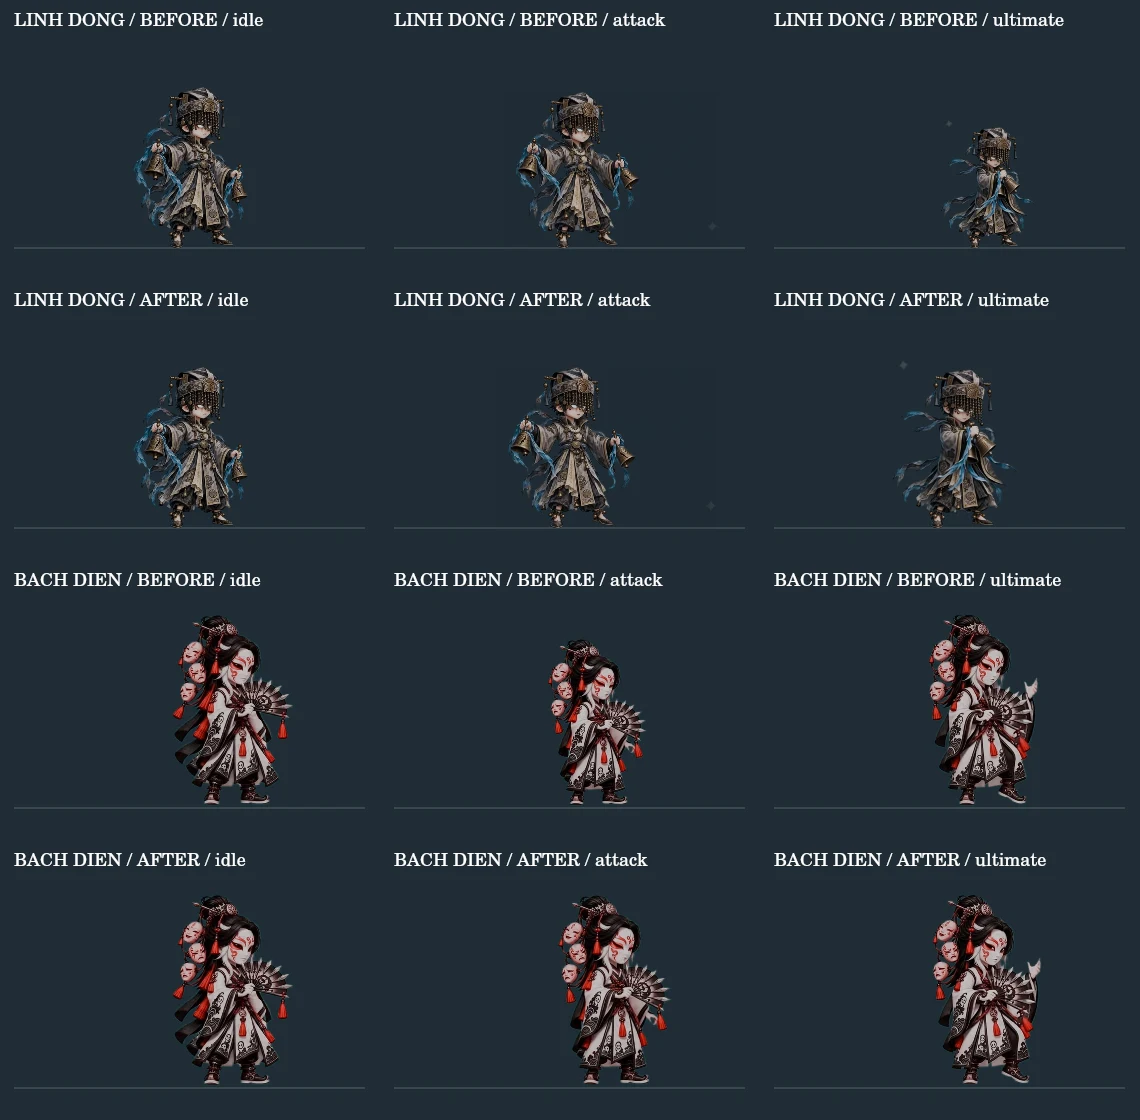 LINH DONG / BEFORE / idle
LINH DONG / BEFORE / attack
LINH DONG / BEFORE / ultimate
LINH DONG / AFTER / idle
LINH DONG / AFTER / attack
LINH DONG / AFTER / ultimate
BACH DIEN / BEFORE / idle
BACH DIEN / BEFORE / attack
BACH DIEN / BEFORE / ultimate
BACH DIEN / AFTER / idle
BACH DIEN / AFTER / attack
BACH DIEN / AFTER / ultimate